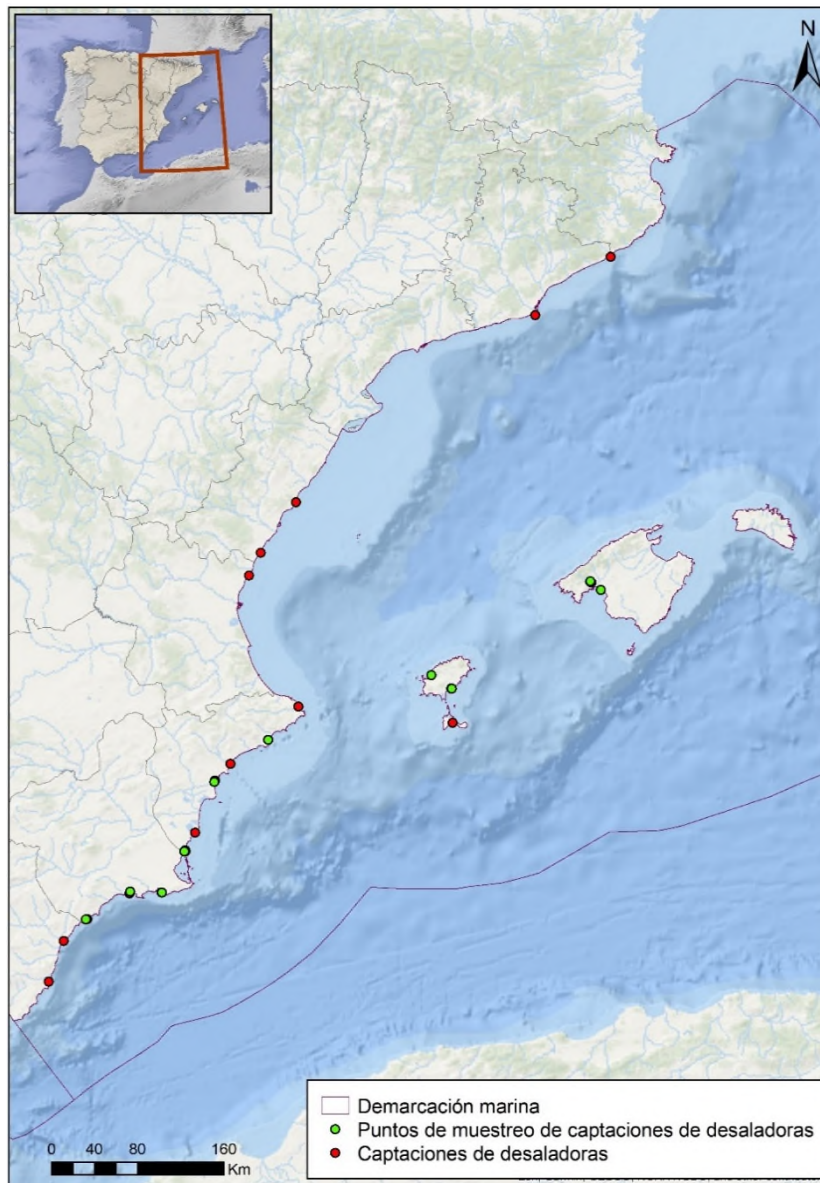 N
Demarcación marina
Puntos de muestreo de captaciones de desaladoras
Captaciones de desaladoras
0 40 80 160
Km